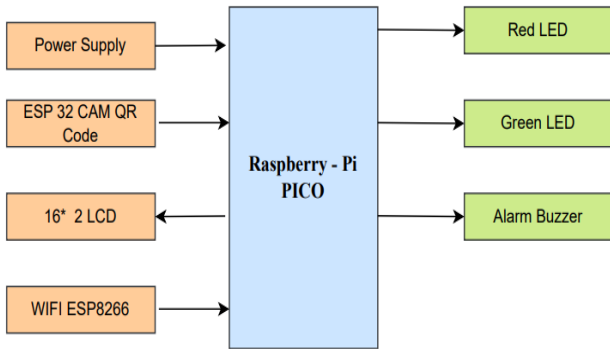 Power Supply
ESP 32 CAM QR
Code
16* 2 LCD
WIFI ESP8266
Raspberry - Pi
PICO
Red LED
Green LED
Alarm Buzzer